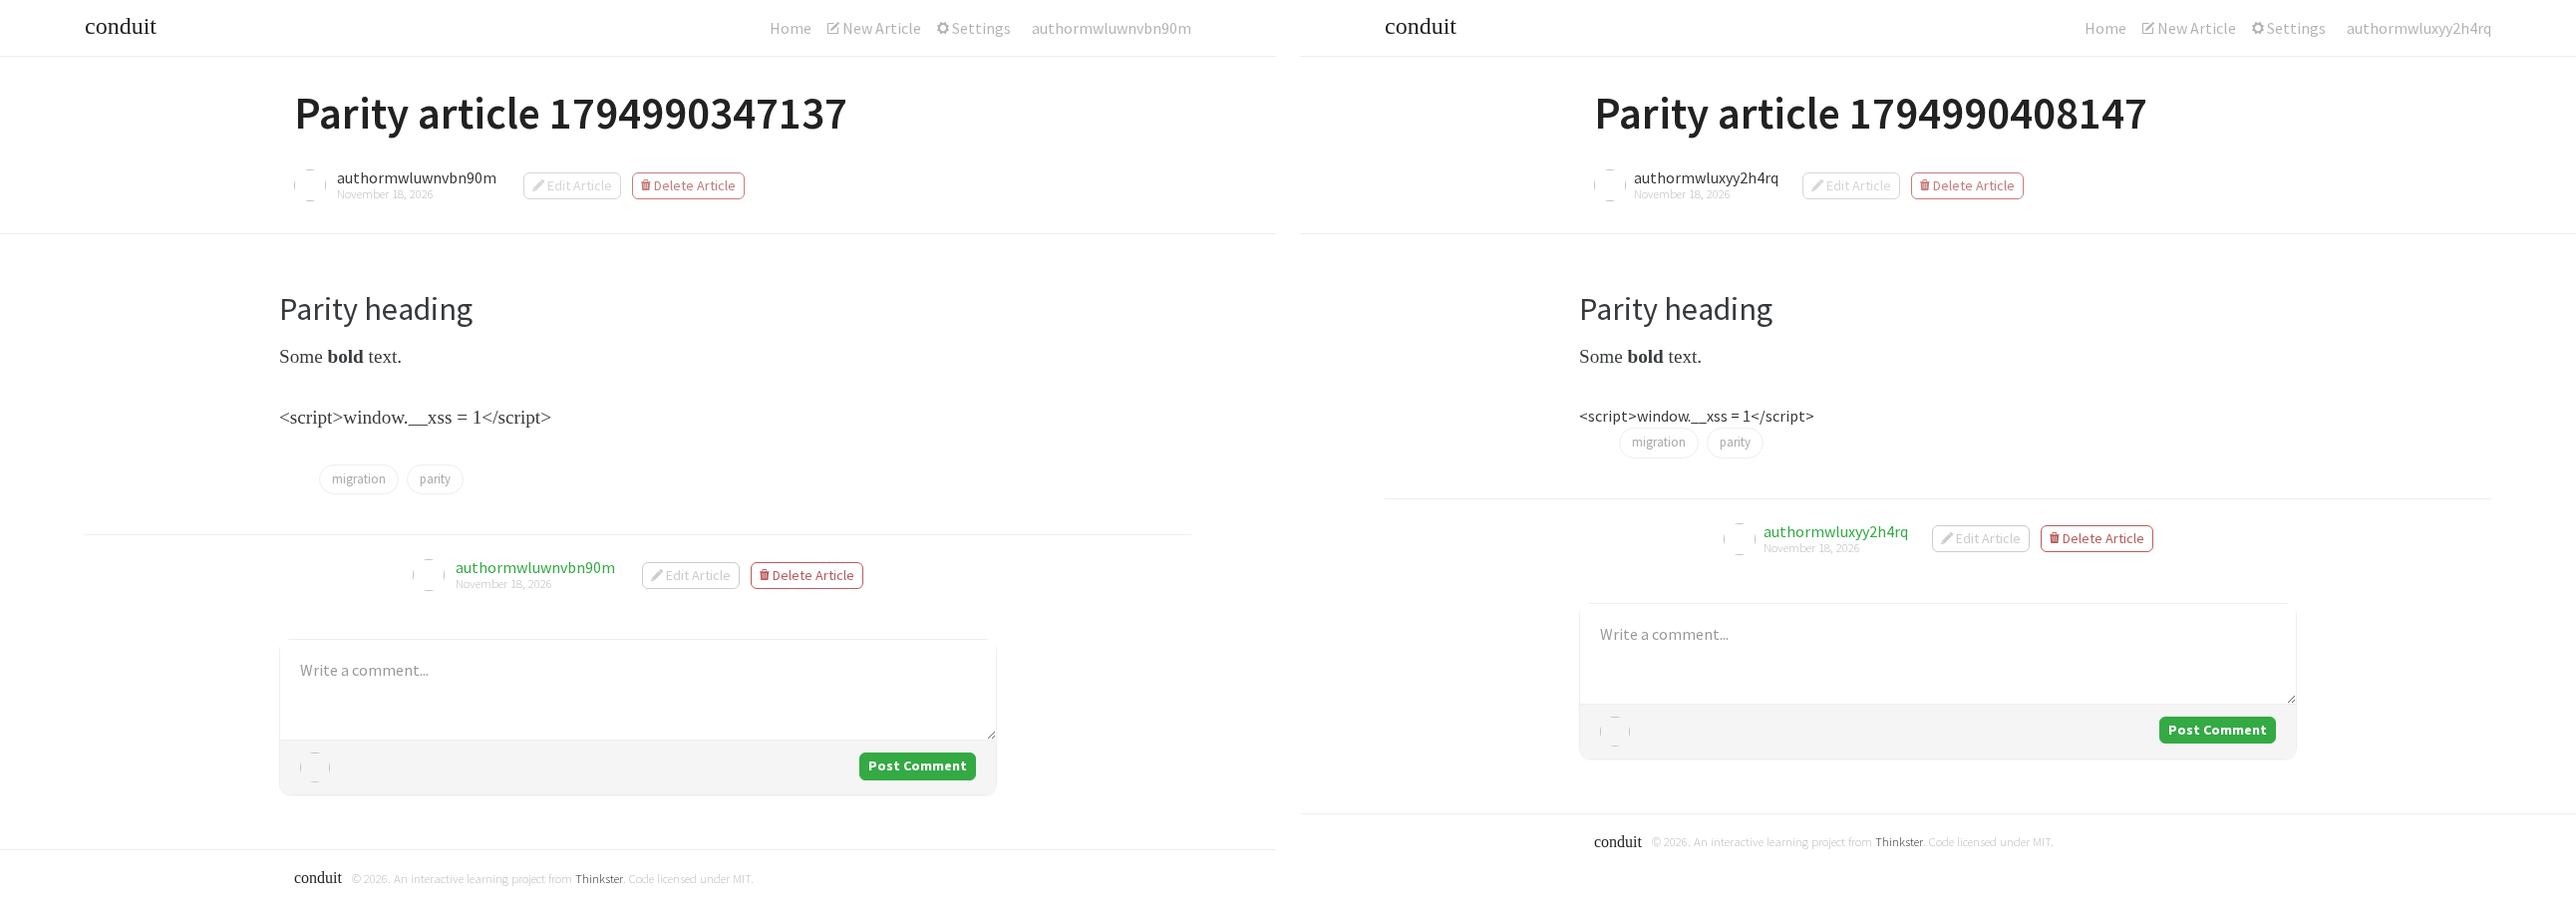 conduit
Home New Article Settings authormwluwnvbn90m
Parity article 1794990347137
authormwluwnvbn90m
November 18, 2026
Edit Article Delete Article
Parity heading
Some bold text.
<script>window.__xss = 1</script>
migration parity
authormwluwnvbn90m
November 18, 2026
Edit Article Delete Article
Write a comment...
Post Comment
conduit © 2026. An interactive learning project from Thinkster. Code licensed under MIT.
conduit
Home New Article Settings authormwluxyy2h4rq
Parity article 1794990408147
authormwluxyy2h4rq
November 18, 2026
Edit Article Delete Article
Parity heading
Some bold text.
<script>window.__xss = 1</script>
migration parity
authormwluxyy2h4rq
November 18, 2026
Edit Article Delete Article
Write a comment...
Post Comment
conduit © 2026. An interactive learning project from Thinkster. Code licensed under MIT.